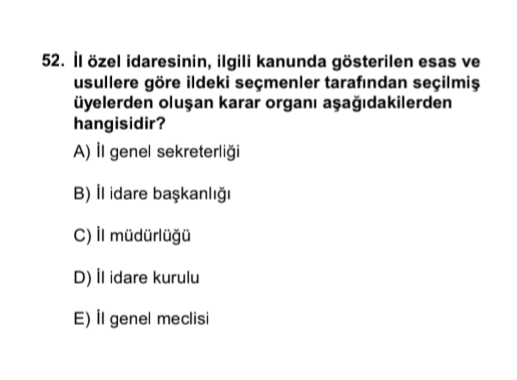 52. İl özel idaresinin, ilgili kanunda gösterilen esas ve
usullere göre ildeki seçmenler tarafından seçilmiş
üyelerden oluşan karar organı aşağıdakilerden
hangisidir?
A) İl genel sekreterliği
B) İl idare başkanlığı
C) İl müdürlüğü
D) İl idare kurulu
E) İl genel meclisi